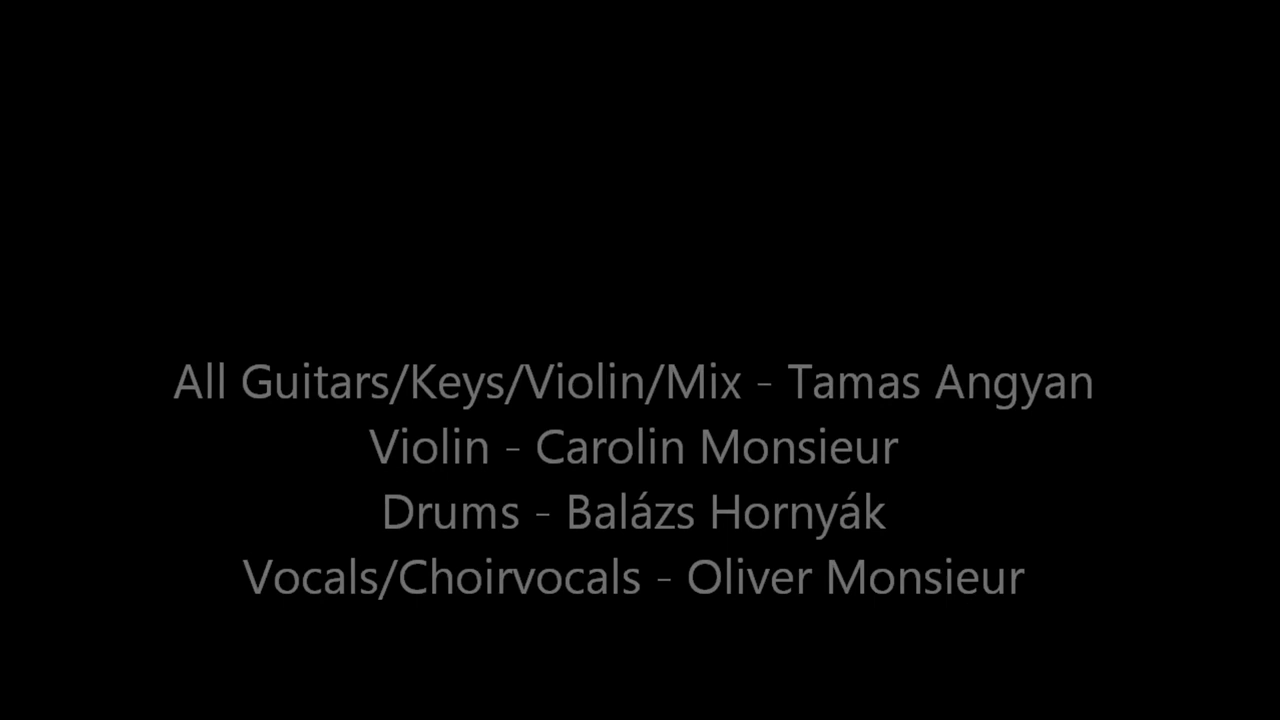 All Guitars/Keys/Violin/Mix - Tamas Angyan
Violin - Carolin Monsieur
Drums - Balázs Hornyák
Vocals/Choirvocals - Oliver Monsieur